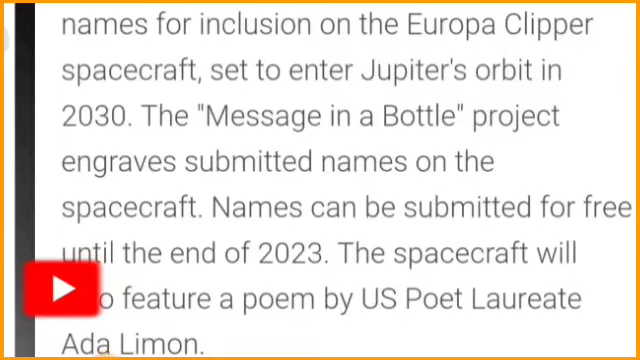 names for inclusion on the Europa Clipper
spacecraft, set to enter Jupiter's orbit in
2030. The "Message in a Bottle" project
engraves submitted names on the
spacecraft. Names can be submitted for free
until the end of 2023. The spacecraft will
feature a poem by US Poet Laureate
Ada Limon.